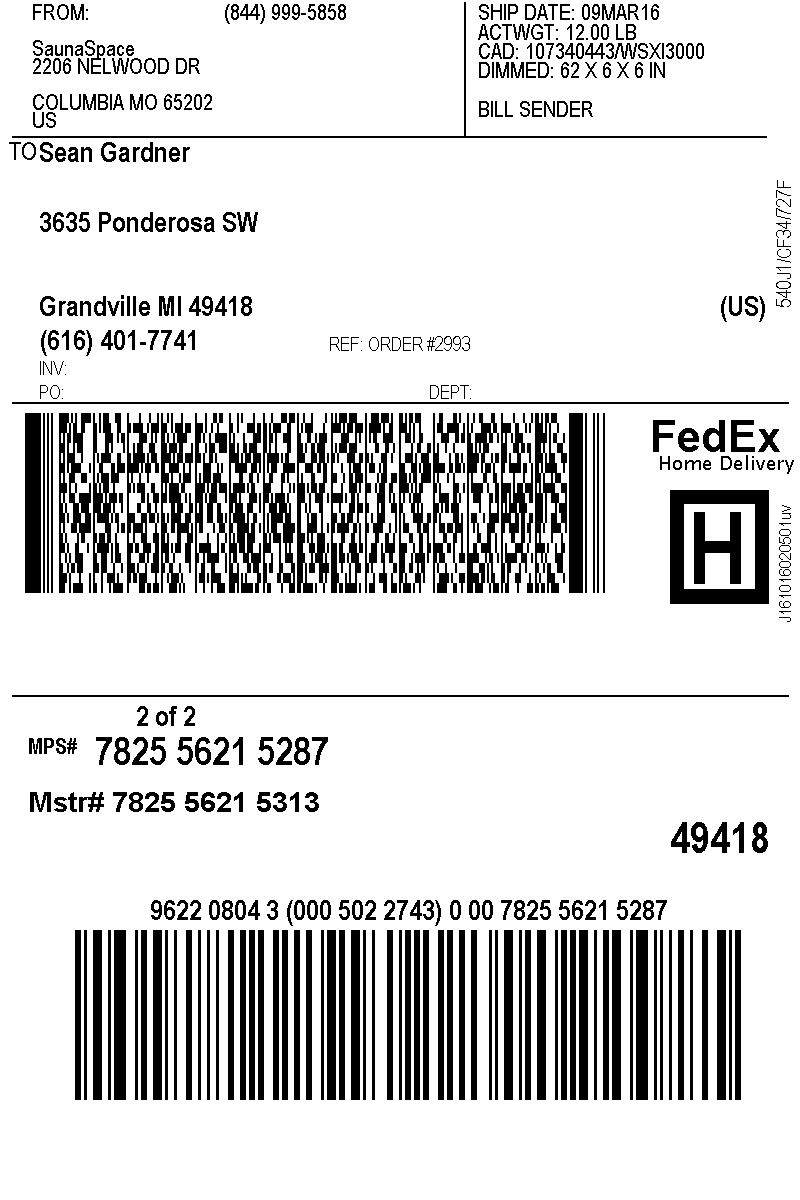 FROM: (844) 999-5858
SaunaSpace
2206 NELWOOD DR
COLUMBIA MO 65202
US
SHIP DATE: 09MAR16
ACTWGT: 12.00 LB
CAD: 107340443/WSXI3000
DIMMED: 62 X 6 X 6 IN
BILL SENDER
TO Sean Gardner
3635 Ponderosa SW
Grandville MI 49418 (US)
(616) 401-7741 REF: ORDER #2993
INV:
PO: DEPT:
540J1/CF34/727F
FedEx
Home Delivery
H
J161016020501uv
2 of 2
MPS# 7825 5621 5287
Mstr# 7825 5621 5313
49418
9622 0804 3 (000 502 2743) 0 00 7825 5621 5287